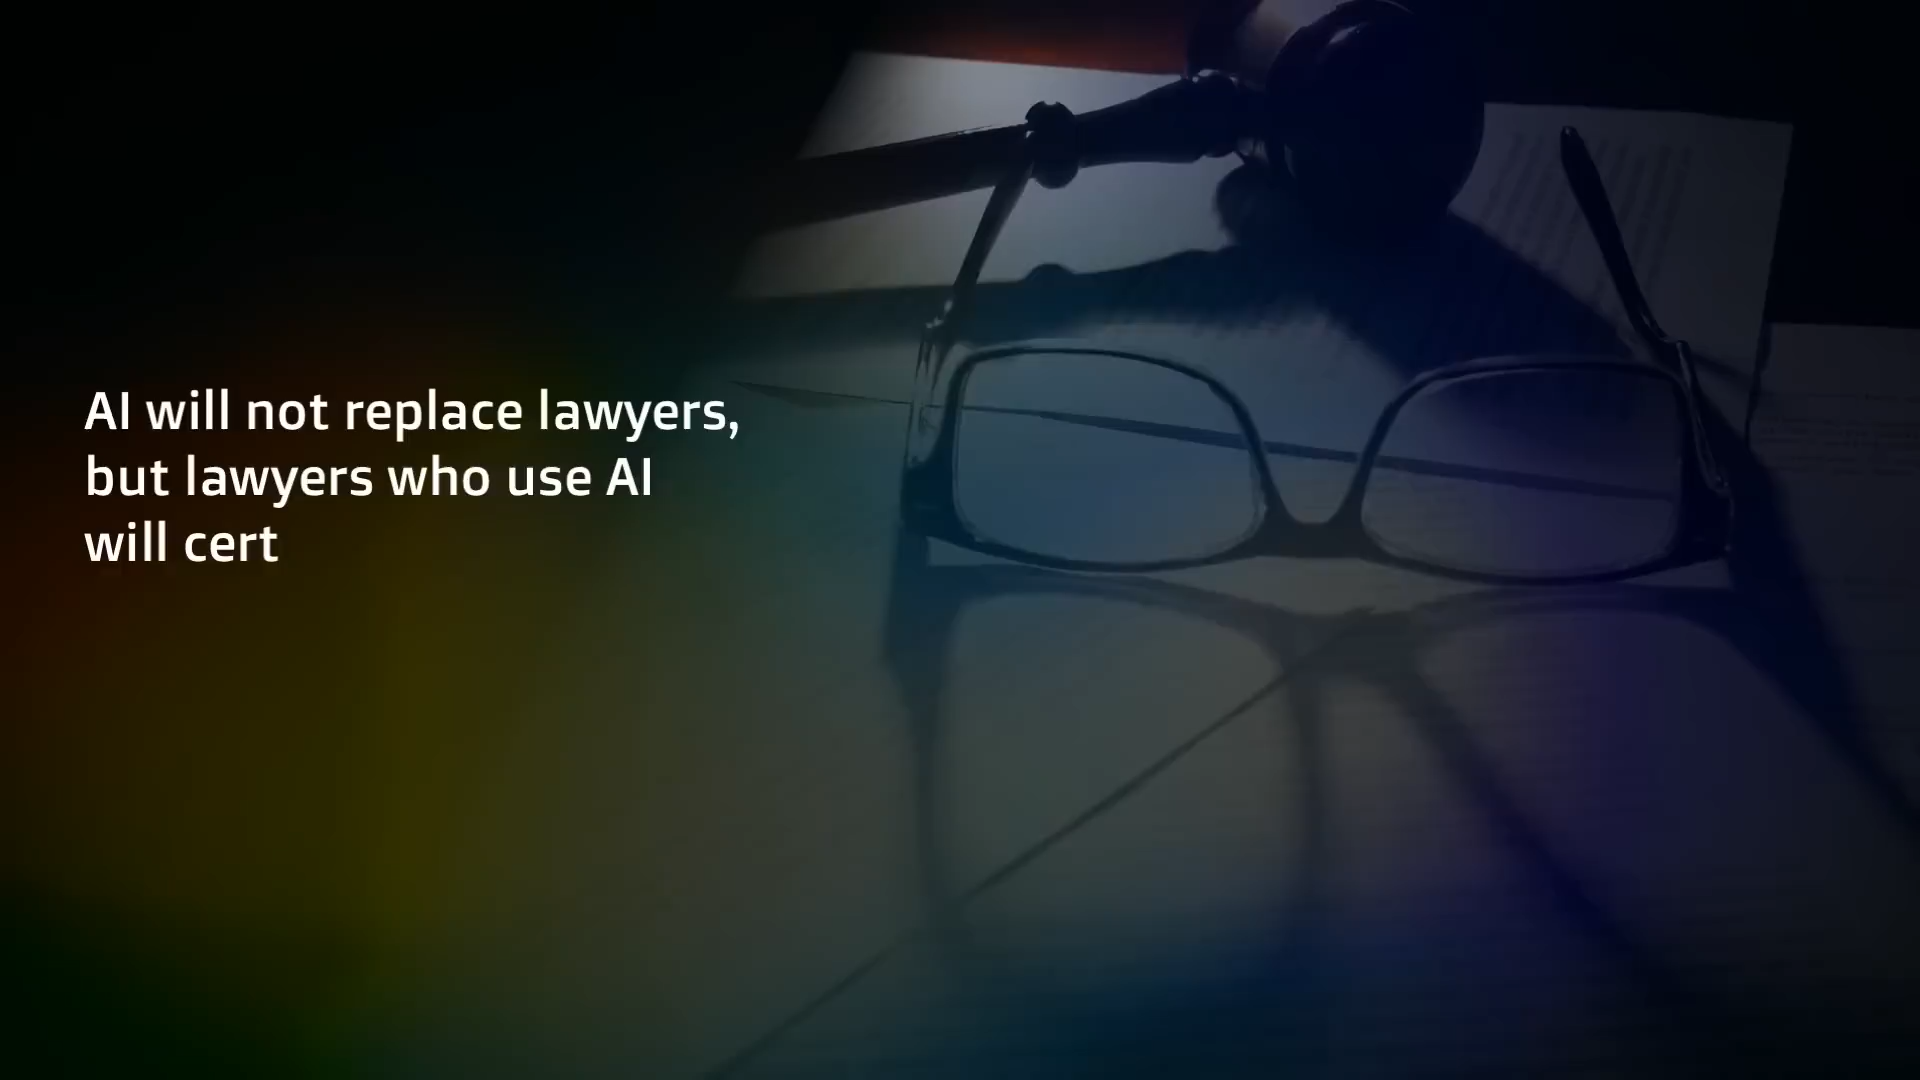 AI will not replace lawyers,
but lawyers who use AI
will cert